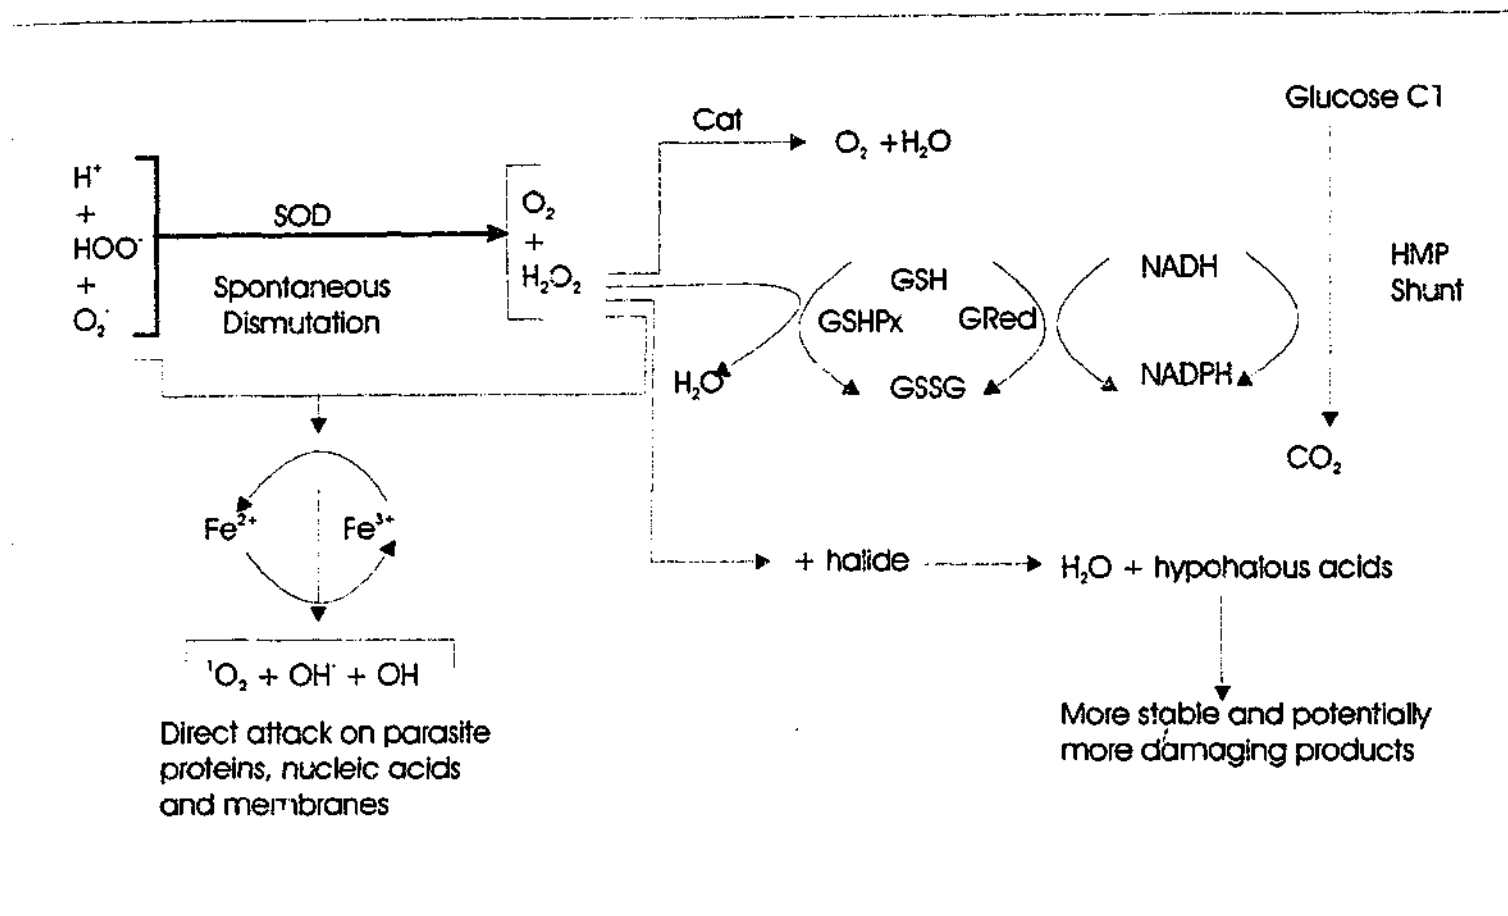 Glucose C1
Cat
O₂ +H₂O
H⁺
+
HOO·
+
O₂·
SOD
Spontaneous
Dismutation
O₂
+
H₂O₂
GSH
GSHPx
GRed
GSSG
H₂O
NADH
NADPH
HMP
Shunt
CO₂
Fe²⁺
Fe³⁺
+ halide
H₂O + hypohalous acids
¹O₂ + OH· + OH
Direct attack on parasite
proteins, nucleic acids
and membranes
More stable and potentially
more damaging products